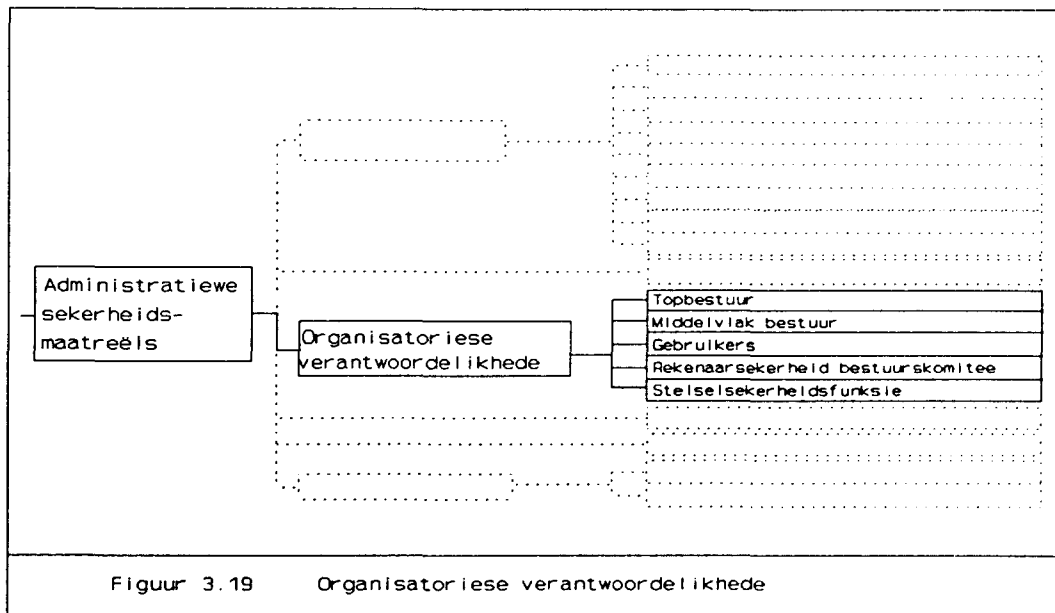 Administratiewe
sekerheids-
maatreëls
Organisatoriese
verantwoordelikhede
Topbestuur
Middelvlak bestuur
Gebruikers
Rekenaarsekerheid bestuurskomitee
Stelselsekerheidsfunksie
Figuur 3.19 Organisatoriese verantwoordelikhede